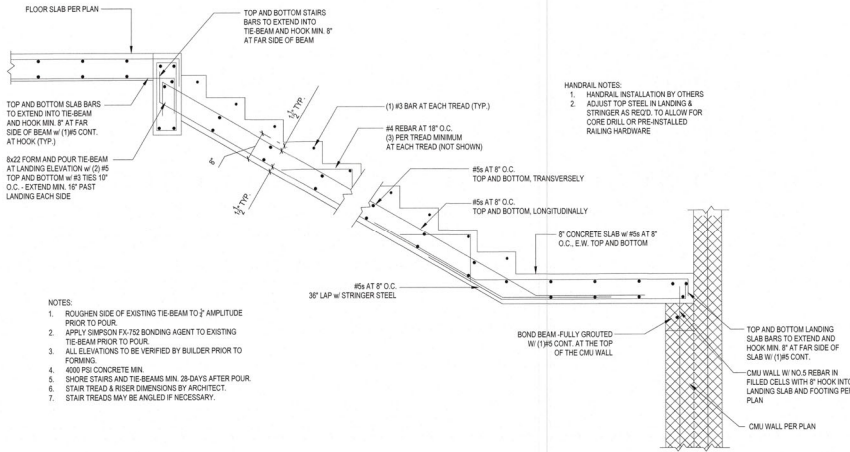 FLOOR SLAB PER PLAN
TOP AND BOTTOM STAIRS
BARS TO EXTEND INTO
TIE-BEAM AND HOOK MIN. 8"
AT FAR SIDE OF BEAM
TOP AND BOTTOM SLAB BARS
TO EXTEND INTO TIE-BEAM
AND HOOK MIN. 8" AT FAR
SIDE OF BEAM w/ (1)#5 CONT.
AT HOOK (TYP.)
8x22 FORM AND POUR TIE-BEAM
AT LANDING ELEVATION w/ (2) #5
TOP AND BOTTOM w/ #3 TIES 10"
O.C. - EXTEND MIN. 16" PAST
LANDING EACH SIDE
1½" TYP.
8"
1½" TYP.
(1) #3 BAR AT EACH TREAD (TYP.)
#4 REBAR AT 18" O.C.
(3) PER TREAD MINIMUM
AT EACH TREAD (NOT SHOWN)
HANDRAIL NOTES:
1. HANDRAIL INSTALLATION BY OTHERS
2. ADJUST TOP STEEL IN LANDING &
STRINGER AS REQ'D. TO ALLOW FOR
CORE DRILL OR PRE-INSTALLED
RAILING HARDWARE
#5s AT 8" O.C.
TOP AND BOTTOM, TRANSVERSELY
#5s AT 8" O.C.
TOP AND BOTTOM, LONGITUDINALLY
8" CONCRETE SLAB w/ #5s AT 8"
O.C., E.W. TOP AND BOTTOM
#5s AT 8" O.C.
36" LAP w/ STRINGER STEEL
BOND BEAM -FULLY GROUTED
W/ (1)#5 CONT. AT THE TOP
OF THE CMU WALL
TOP AND BOTTOM LANDING
SLAB BARS TO EXTEND AND
HOOK MIN. 8" AT FAR SIDE OF
SLAB W/ (1)#5 CONT.
CMU WALL W/ NO.5 REBAR IN
FILLED CELLS WITH 8" HOOK INTO
LANDING SLAB AND FOOTING PER
PLAN
CMU WALL PER PLAN
NOTES:
1. ROUGHEN SIDE OF EXISTING TIE-BEAM TO ¼" AMPLITUDE
PRIOR TO POUR.
2. APPLY SIMPSON FX-752 BONDING AGENT TO EXISTING
TIE-BEAM PRIOR TO POUR.
3. ALL ELEVATIONS TO BE VERIFIED BY BUILDER PRIOR TO
FORMING.
4. 4000 PSI CONCRETE MIN.
5. SHORE STAIRS AND TIE-BEAMS MIN. 28-DAYS AFTER POUR.
6. STAIR TREAD & RISER DIMENSIONS BY ARCHITECT.
7. STAIR TREADS MAY BE ANGLED IF NECESSARY.